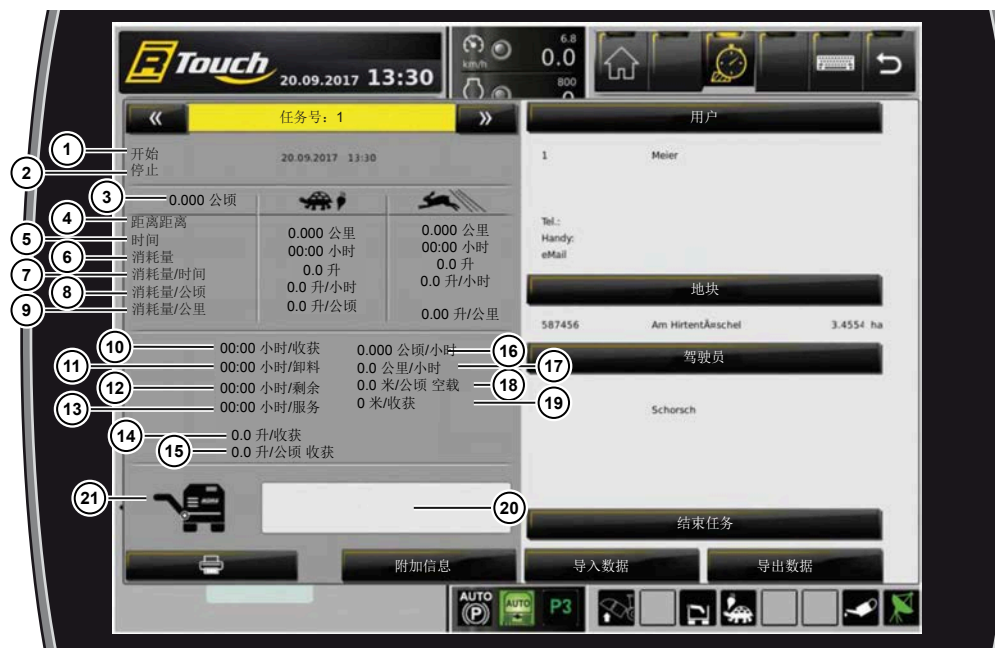 R Touch
20.09.2017 13:30
km/h
6.8
0.0
800
« 任务号：1 »
用户
1 开始 20.09.2017 13:30
2 停止
1 Meier
3 0.000 公顷
4 距离距离 0.000 公里 0.000 公里
5 时间 00:00 小时 00:00 小时
6 消耗量 0.0 升 0.0 升
7 消耗量/时间 0.0 升/小时 0.0 升/小时
8 消耗量/公顷 0.0 升/公顷
9 消耗量/公里 0.00 升/公里
Tel.:
Handy:
eMail
地块
587456 Am HirtentÃ¤schel 3.4554 ha
驾驶员
Schorsch
10 00:00 小时/收获 0.000 公顷/小时 16
11 00:00 小时/卸料 0.0 公里/小时 17
12 00:00 小时/剩余 0.0 米/公顷 空载 18
13 00:00 小时/服务 0 米/收获 19
14 0.0 升/收获
15 0.0 升/公顷 收获
21 20
结束任务
附加信息 导入数据 导出数据
AUTO (P) AUTO P3